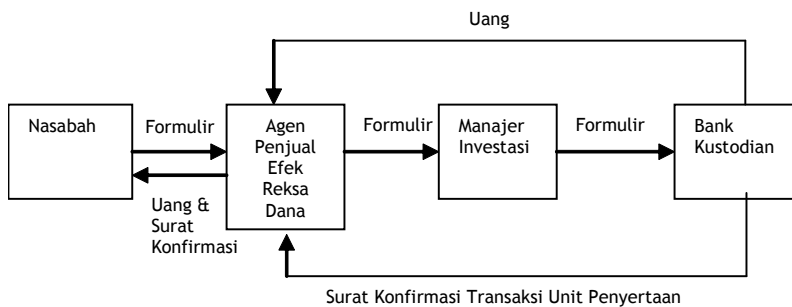 Uang
Nasabah
Formulir
Uang &
Surat
Konfirmasi
Agen
Penjual
Efek
Reksa
Dana
Formulir
Manajer
Investasi
Formulir
Bank
Kustodian
Surat Konfirmasi Transaksi Unit Penyertaan